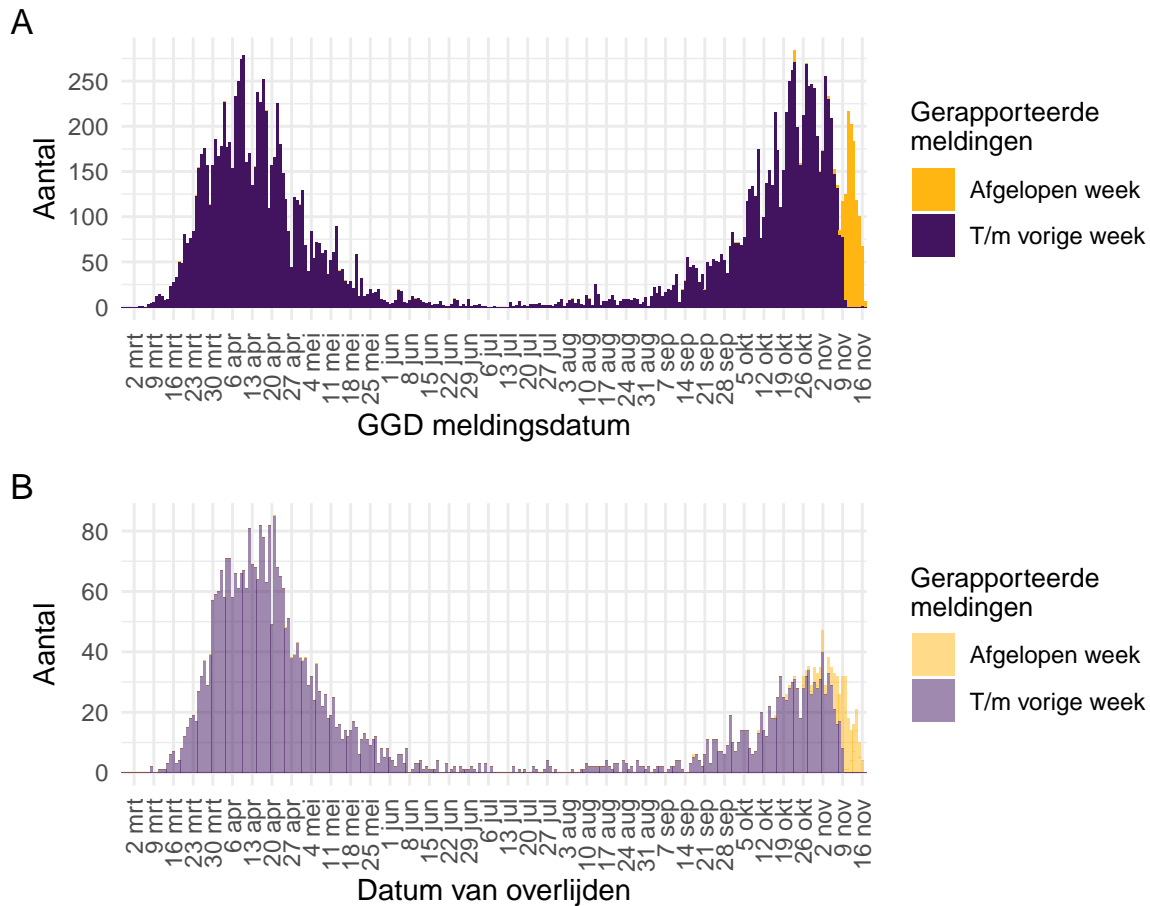 A
250
200
150
100
50
0
Aantal
2 mrt
9 mrt
16 mrt
23 mrt
30 mrt
6 apr
13 apr
20 apr
27 apr
4 mei
11 mei
18 mei
25 mei
1 jun
8 jun
15 jun
22 jun
29 jun
6 jul
13 jul
20 jul
27 jul
3 aug
10 aug
17 aug
24 aug
31 aug
7 sep
14 sep
21 sep
28 sep
5 okt
12 okt
19 okt
26 okt
2 nov
9 nov
16 nov
GGD meldingsdatum
Gerapporteerde
meldingen
Afgelopen week
T/m vorige week
B
80
60
40
20
0
Aantal
2 mrt
9 mrt
16 mrt
23 mrt
30 mrt
6 apr
13 apr
20 apr
27 apr
4 mei
11 mei
18 mei
25 mei
1 jun
8 jun
15 jun
22 jun
29 jun
6 jul
13 jul
20 jul
27 jul
3 aug
10 aug
17 aug
24 aug
31 aug
7 sep
14 sep
21 sep
28 sep
5 okt
12 okt
19 okt
26 okt
2 nov
9 nov
16 nov
Datum van overlijden
Gerapporteerde
meldingen
Afgelopen week
T/m vorige week